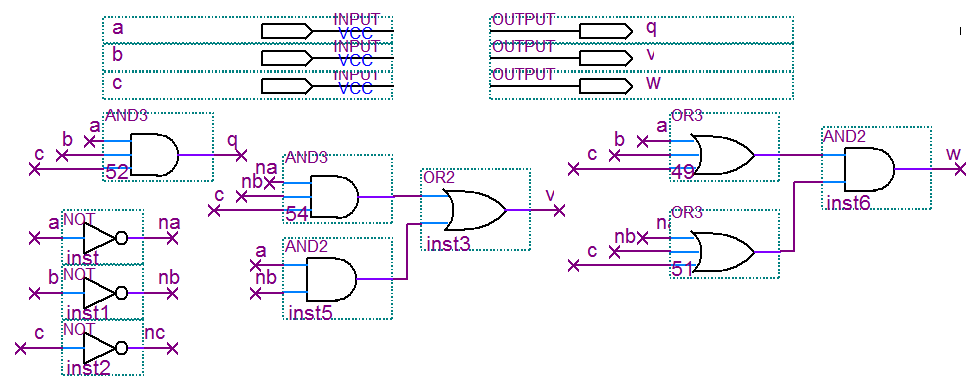 a INPUT VCC OUTPUT q
b INPUT VCC OUTPUT v
c INPUT VCC OUTPUT w
AND3
a
b
c
52
q
AND3
na
nb
c
54
OR2
v
inst3
AND2
a
nb
inst5
NOT
a
na
inst
NOT
b
nb
inst1
NOT
c
nc
inst2
OR3
a
b
c
49
AND2
w
inst6
OR3
nb
c
51